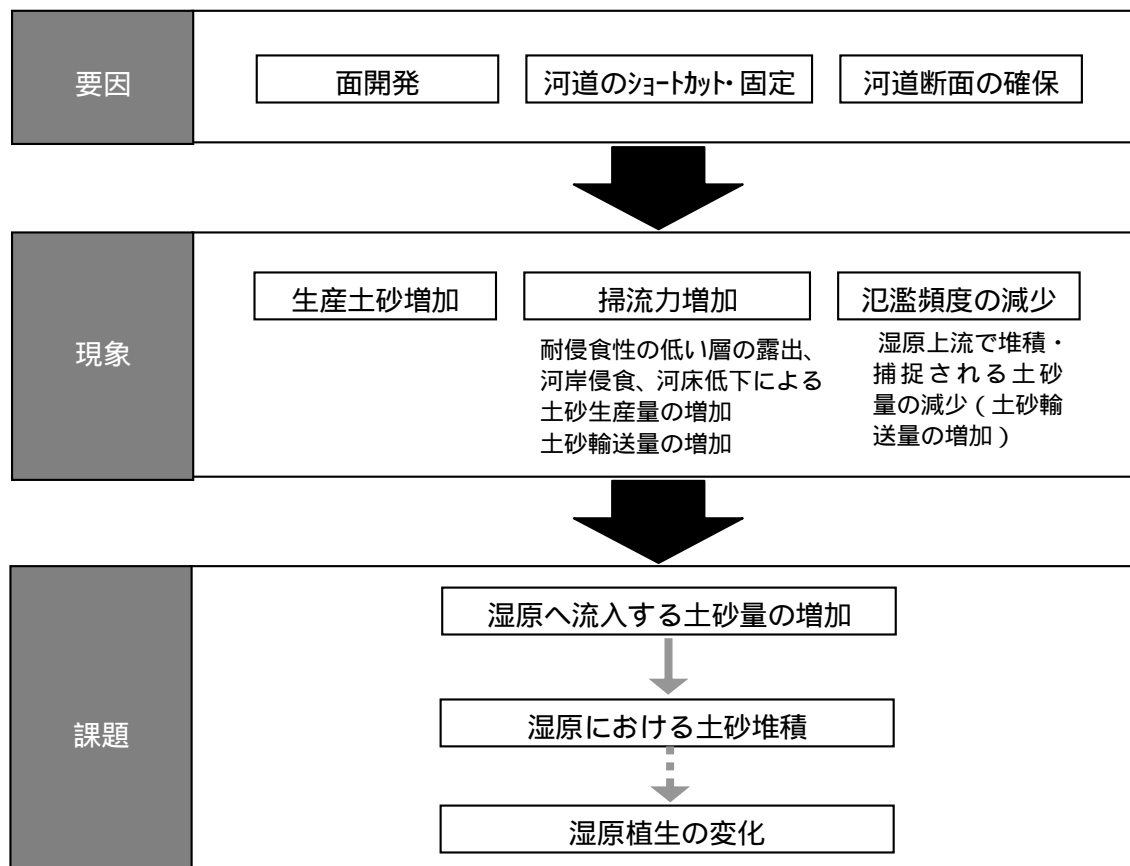 要因
面開発
河道のｼｮｰﾄｶｯﾄ・固定
河道断面の確保
現象
生産土砂増加
掃流力増加
氾濫頻度の減少
耐侵食性の低い層の露出、
河岸侵食、河床低下による
土砂生産量の増加
土砂輸送量の増加
湿原上流で堆積・
捕捉される土砂
量の減少（土砂輸
送量の増加）
課題
湿原へ流入する土砂量の増加
湿原における土砂堆積
湿原植生の変化